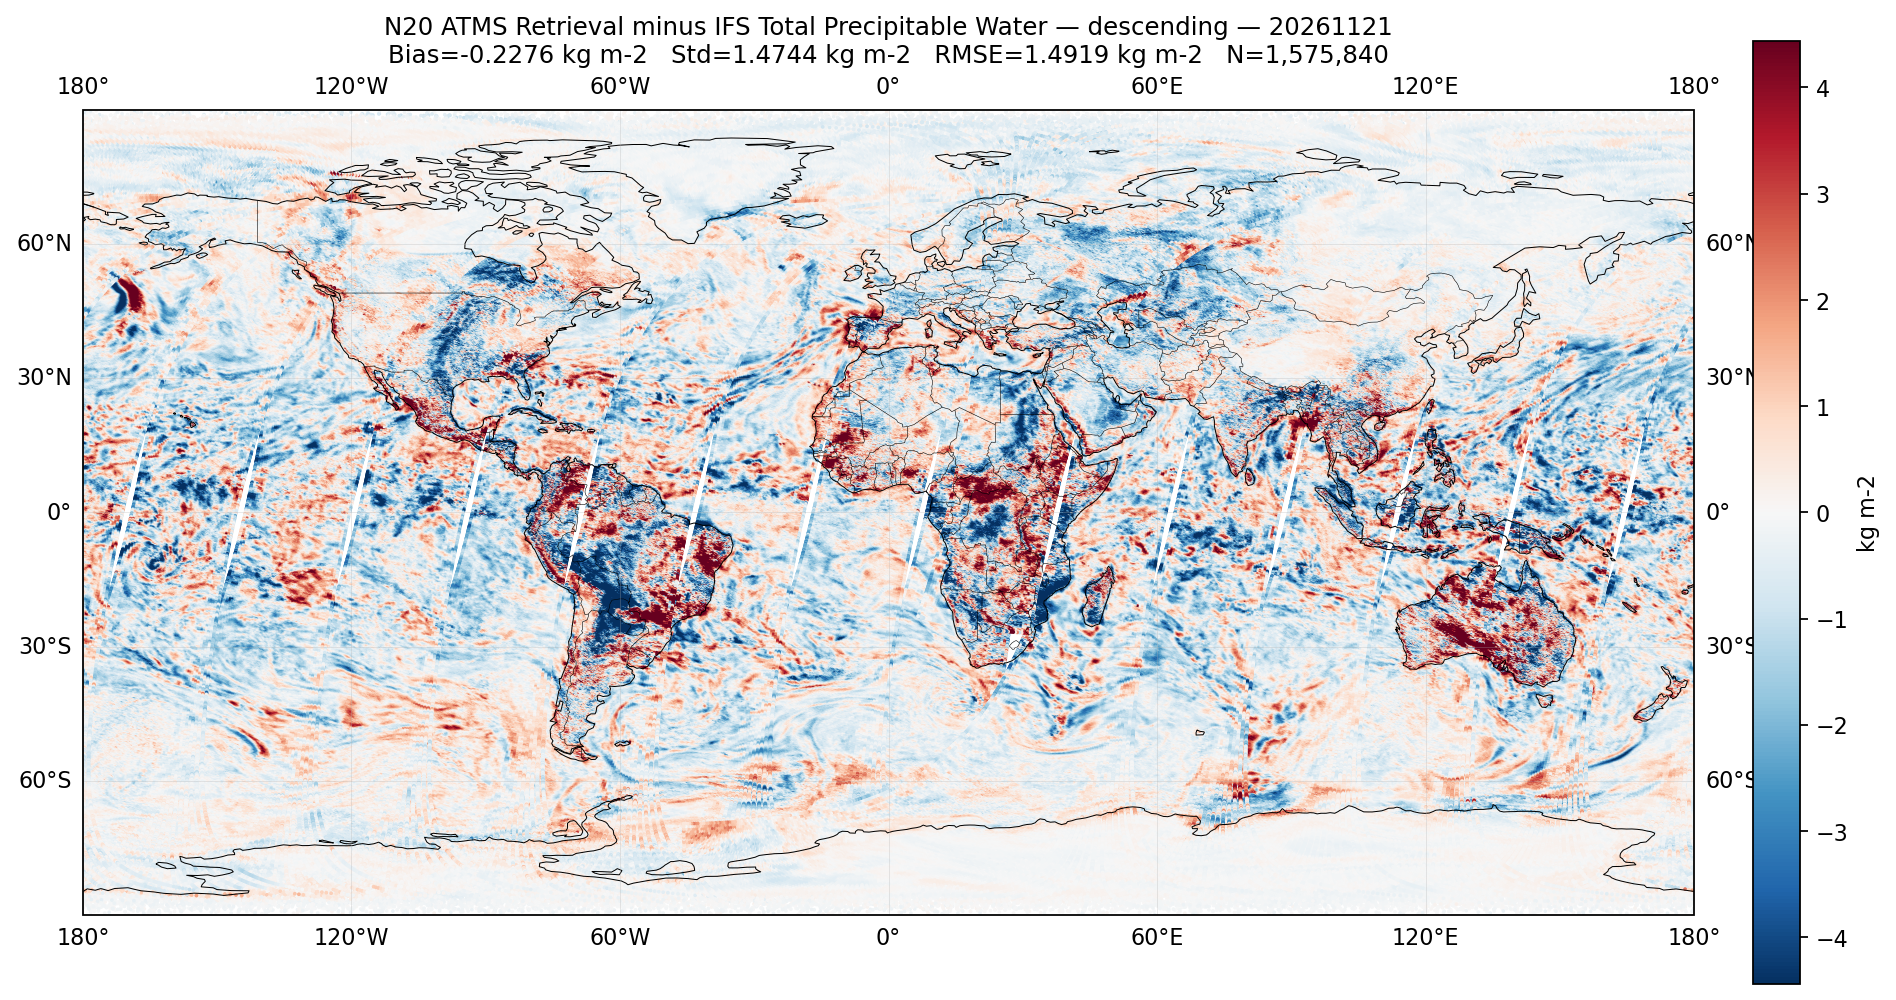 N20 ATMS Retrieval minus IFS Total Precipitable Water — descending — 20261121
Bias=-0.2276 kg m-2   Std=1.4744 kg m-2   RMSE=1.4919 kg m-2   N=1,575,840
180° 120°W 60°W 0° 60°E 120°E 180°
60°N 60°N
30°N 30°N
0° 0°
30°S 30°S
60°S 60°S
180° 120°W 60°W 0° 60°E 120°E 180°
4
3
2
1
0
−1
−2
−3
−4
kg m-2